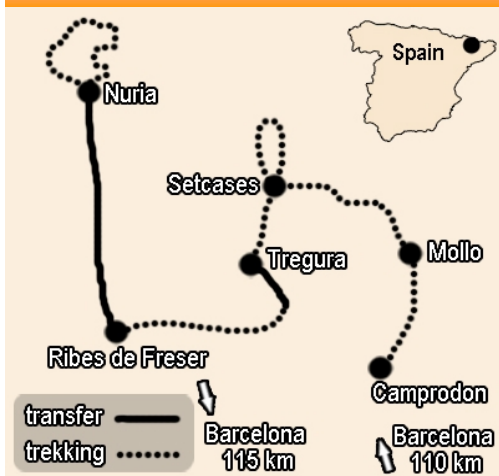 Spain
Nuria
Setcases
Tregura
Mollo
Ribes de Freser
Camprodon
transfer
trekking
Barcelona
115 km
Barcelona
110 km